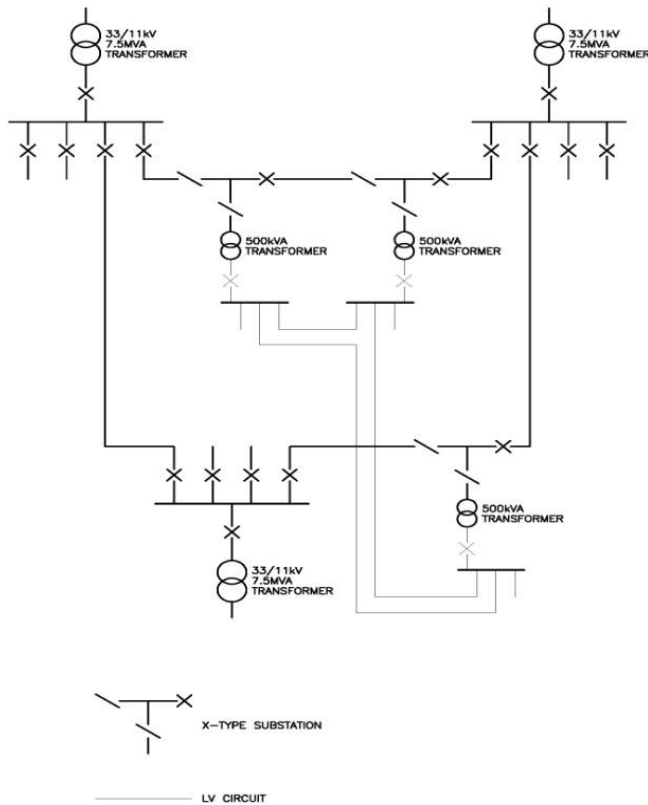 33/11kV
7.5MVA
TRANSFORMER
33/11kV
7.5MVA
TRANSFORMER
500kVA
TRANSFORMER
500kVA
TRANSFORMER
500kVA
TRANSFORMER
33/11kV
7.5MVA
TRANSFORMER
X-TYPE SUBSTATION
LV CIRCUIT